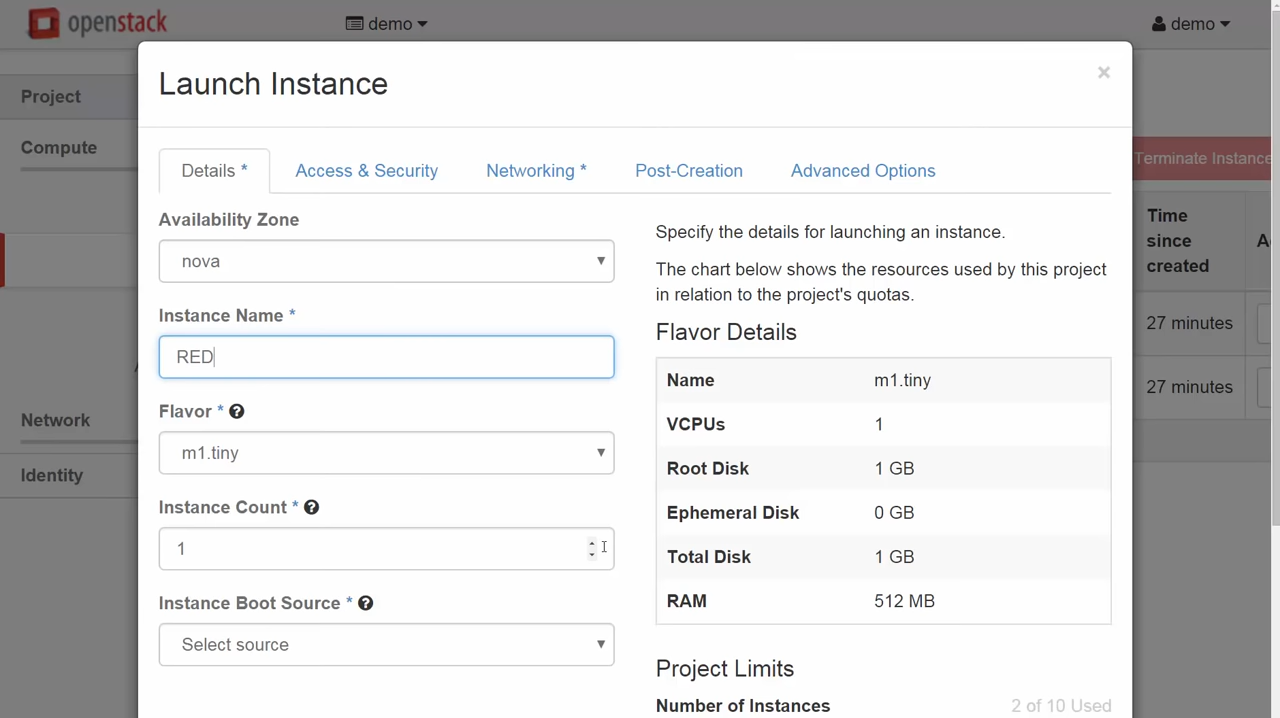 openstack
demo
demo
Launch Instance
×
Project
Compute
Network
Identity
Details *
Access & Security
Networking *
Post-Creation
Advanced Options
Availability Zone
nova
Instance Name *
RED
Flavor *
m1.tiny
Instance Count *
1
Instance Boot Source *
Select source
Specify the details for launching an instance.
The chart below shows the resources used by this project
in relation to the project's quotas.
Flavor Details
Name m1.tiny
VCPUs 1
Root Disk 1 GB
Ephemeral Disk 0 GB
Total Disk 1 GB
RAM 512 MB
Project Limits
Number of Instances 2 of 10 Used
Terminate Instance
Time
since
created
27 minutes
27 minutes